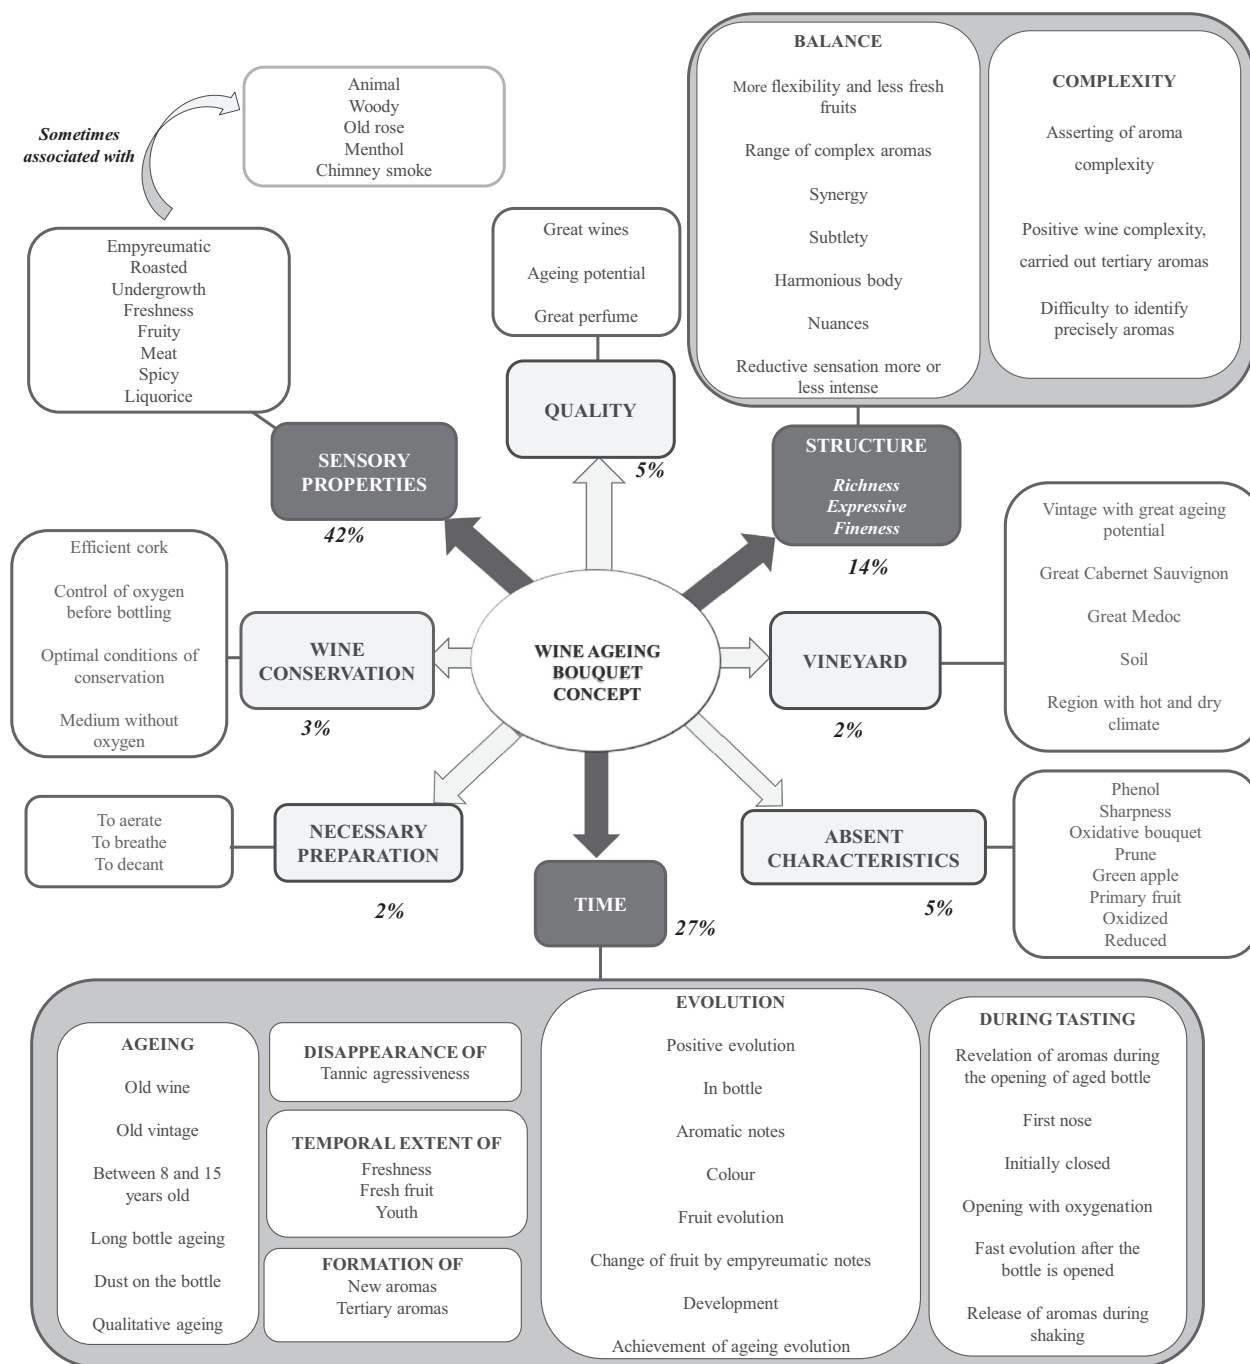 Sometimes
associated with
Animal
Woody
Old rose
Menthol
Chimney smoke
Empyreumatic
Roasted
Undergrowth
Freshness
Fruity
Meat
Spicy
Liquorice
SENSORY
PROPERTIES
42%
Great wines
Ageing potential
Great perfume
QUALITY
5%
BALANCE
More flexibility and less fresh
fruits
Range of complex aromas
Synergy
Subtlety
Harmonious body
Nuances
Reductive sensation more or
less intense
COMPLEXITY
Asserting of aroma
complexity
Positive wine complexity,
carried out tertiary aromas
Difficulty to identify
precisely aromas
STRUCTURE
Richness
Expressive
Fineness
14%
Efficient cork
Control of oxygen
before bottling
Optimal conditions of
conservation
Medium without
oxygen
WINE
CONSERVATION
3%
WINE AGEING
BOUQUET
CONCEPT
VINEYARD
2%
Vintage with great ageing
potential
Great Cabernet Sauvignon
Great Medoc
Soil
Region with hot and dry
climate
To aerate
To breathe
To decant
NECESSARY
PREPARATION
2%
TIME
27%
ABSENT
CHARACTERISTICS
5%
Phenol
Sharpness
Oxidative bouquet
Prune
Green apple
Primary fruit
Oxidized
Reduced
AGEING
Old wine
Old vintage
Between 8 and 15
years old
Long bottle ageing
Dust on the bottle
Qualitative ageing
DISAPPEARANCE OF
Tannic agressiveness
TEMPORAL EXTENT OF
Freshness
Fresh fruit
Youth
FORMATION OF
New aromas
Tertiary aromas
EVOLUTION
Positive evolution
In bottle
Aromatic notes
Colour
Fruit evolution
Change of fruit by empyreumatic notes
Development
Achievement of ageing evolution
DURING TASTING
Revelation of aromas during
the opening of aged bottle
First nose
Initially closed
Opening with oxygenation
Fast evolution after the
bottle is opened
Release of aromas during
shaking